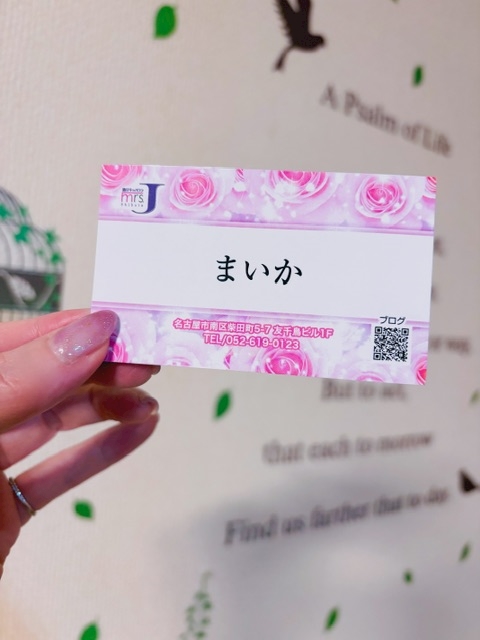 A Psalm of Life
mrs.J
まいか
名古屋市南区柴田町5-7 友千鳥ビル1F
TEL/052-619-0123
ブログ
But to act,
that each to morrow
Find us farther than to day